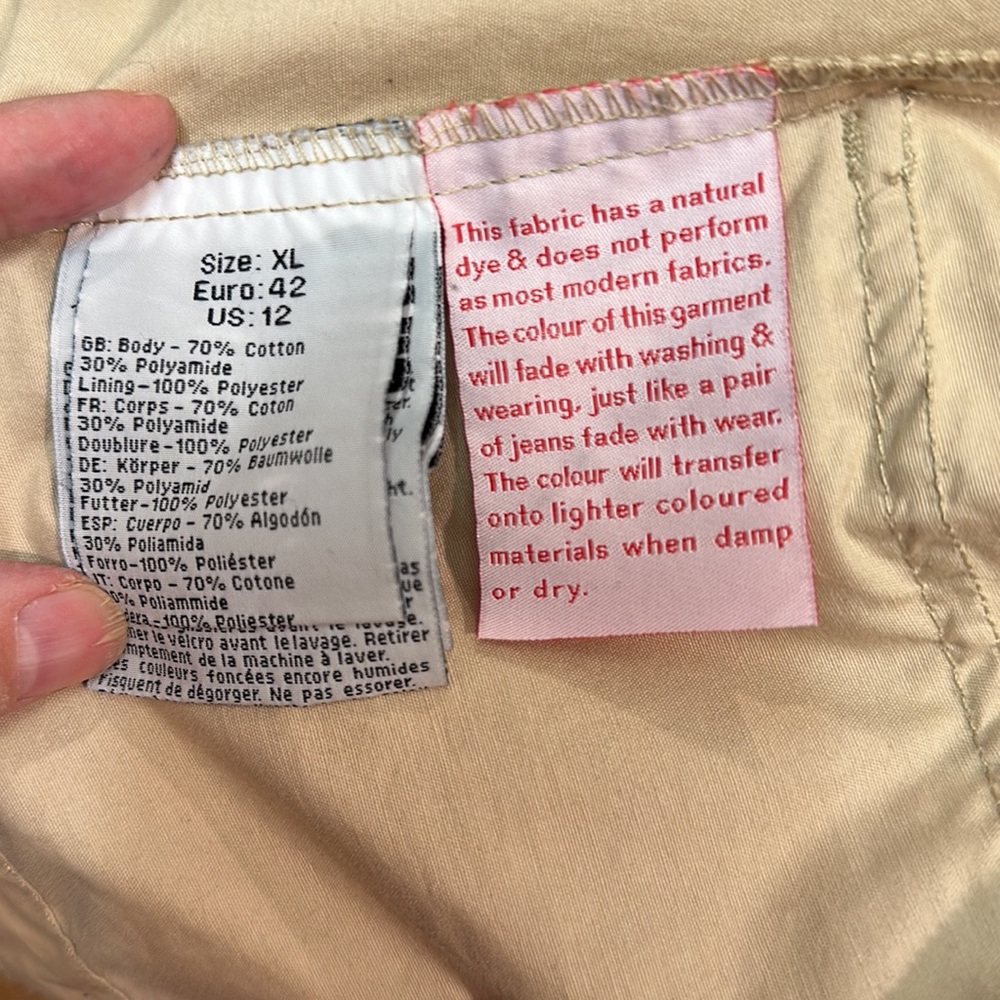 Size: XL
Euro: 42
US: 12
GB: Body - 70% Cotton
30% Polyamide
Lining-100% Polyester
FR: Corps - 70% Coton
30% Polyamide
Doublure-100% Polyester
DE: Körper - 70% Baumwolle
30% Polyamid
Futter-100% Polyester
ESP: Cuerpo - 70% Algodón
30% Poliamida
Forro-100% Poliéster
IT: Corpo - 70% Cotone
% Poliammide
-100% Poliester
le velcro avant le lavage. Retirer
de la machine à laver.
couleurs foncées encore humides
risquent de dégorger. Ne pas essorer.
This fabric has a natural
dye & does not perform
as most modern fabrics.
The colour of this garment
will fade with washing &
wearing, just like a pair
of jeans fade with wear.
The colour will transfer
onto lighter coloured
materials when damp
or dry.